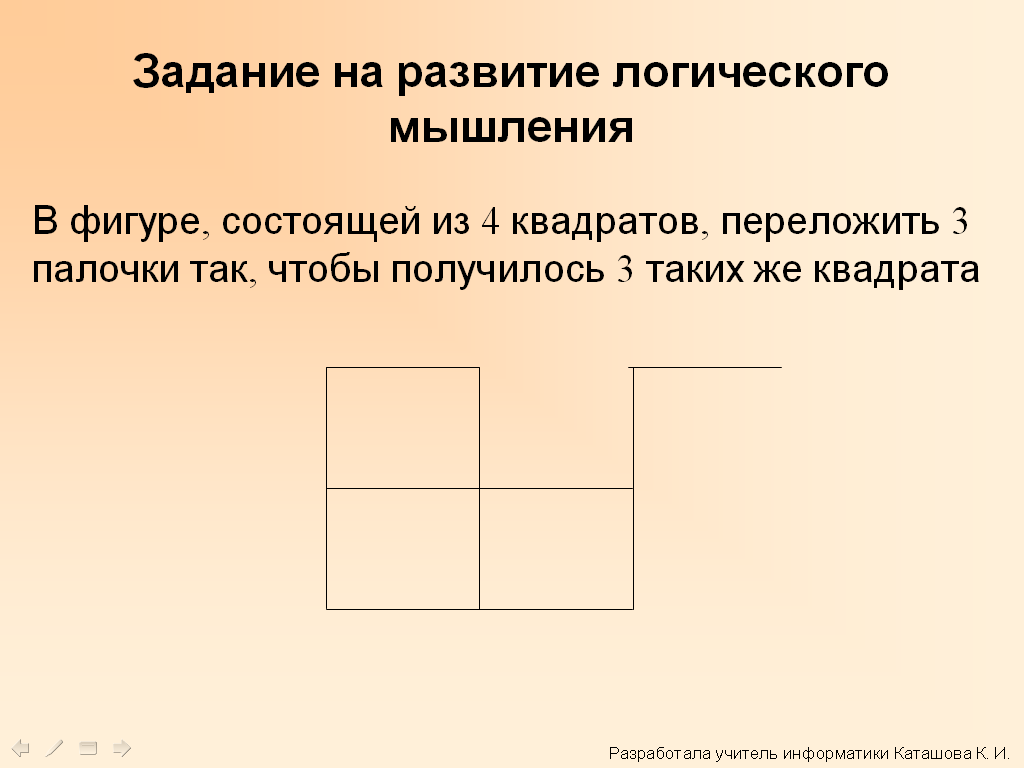 Задание на развитие логического
мышления
В фигуре, состоящей из 4 квадратов, переложить 3
палочки так, чтобы получилось 3 таких же квадрата
Разработала учитель информатики Каташова К. И.